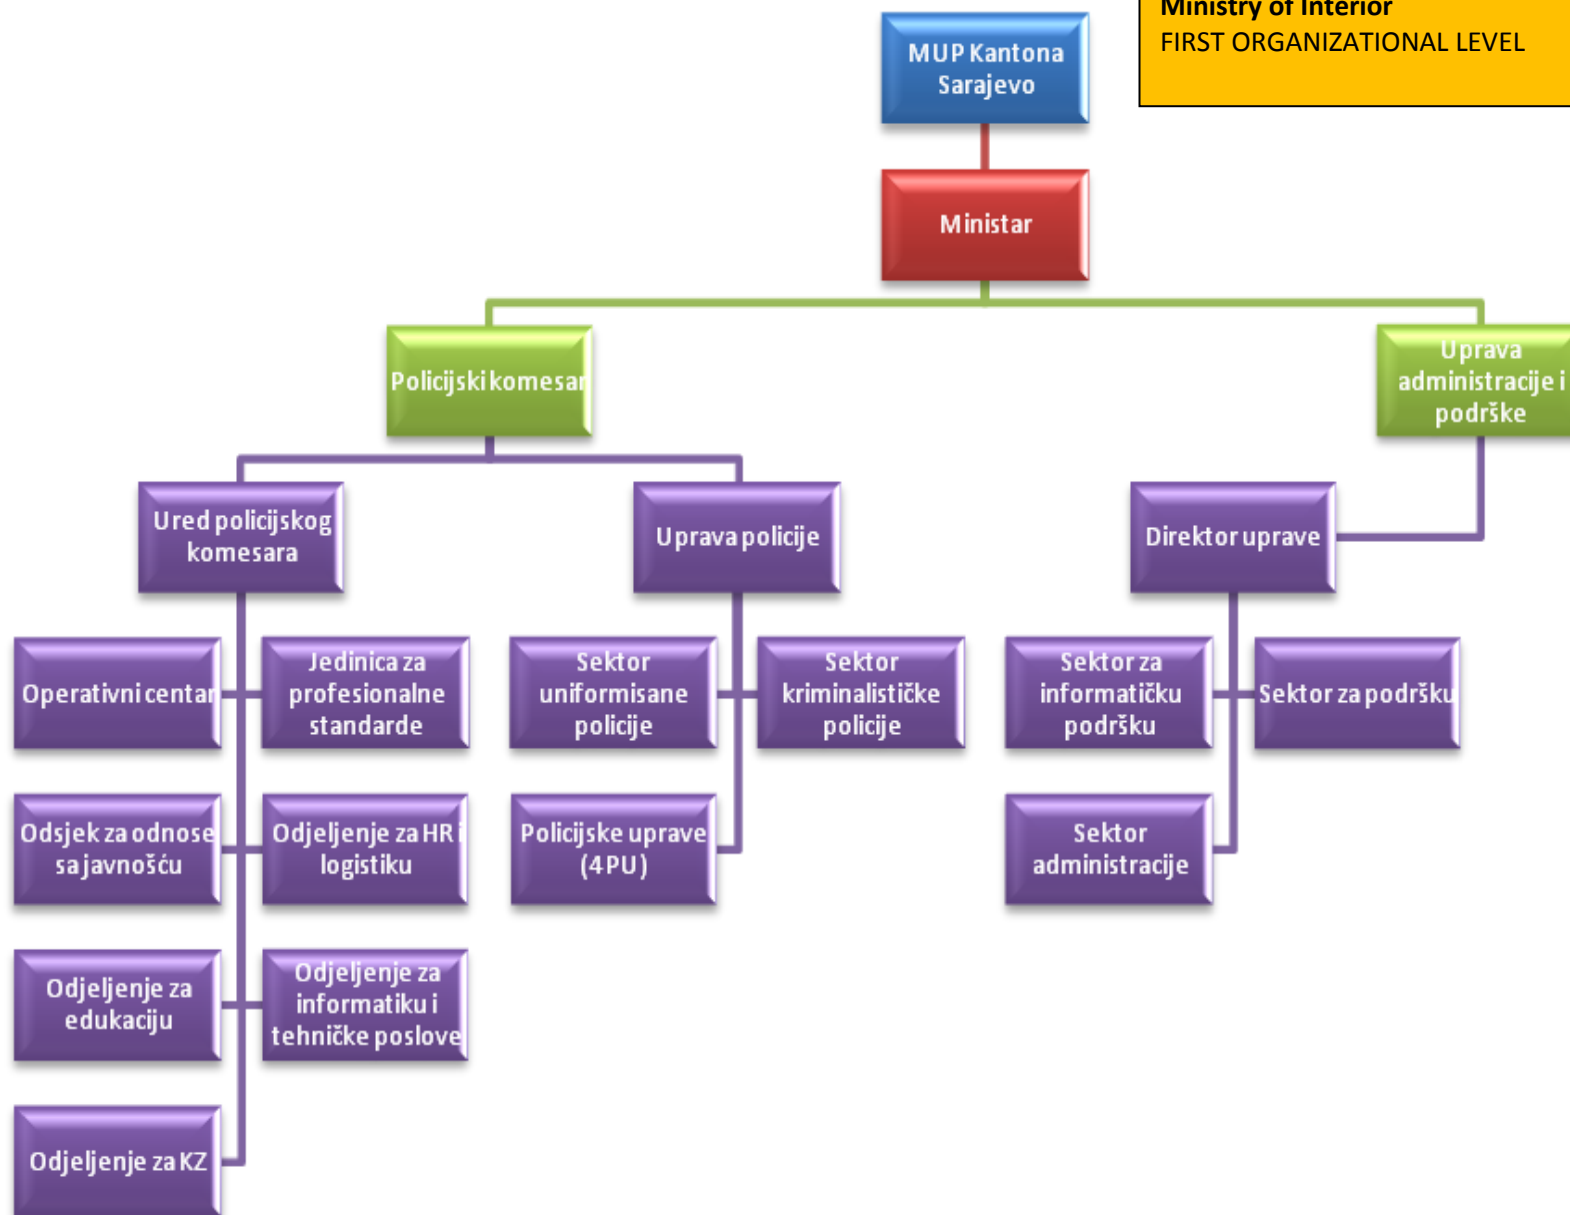 Ministry of Interior
FIRST ORGANIZATIONAL LEVEL
MUP Kantona
Sarajevo
Ministar
Policijski komesar
Uprava
administracije i
podrške
Ured policijskog
komesara
Uprava policije
Direktor uprave
Operativni centar
Jedinica za
profesionalne
standarde
Sektor
uniformisane
policije
Sektor
kriminalističke
policije
Sektor za
informatičku
podršku
Sektor za podršku
Odsjek za odnose
sa javnošću
Odjeljenje za HR i
logistiku
Policijske uprave
(4PU)
Sektor
administracije
Odjeljenje za
edukaciju
Odjeljenje za
informatiku i
tehničke poslove
Odjeljenje za KZ